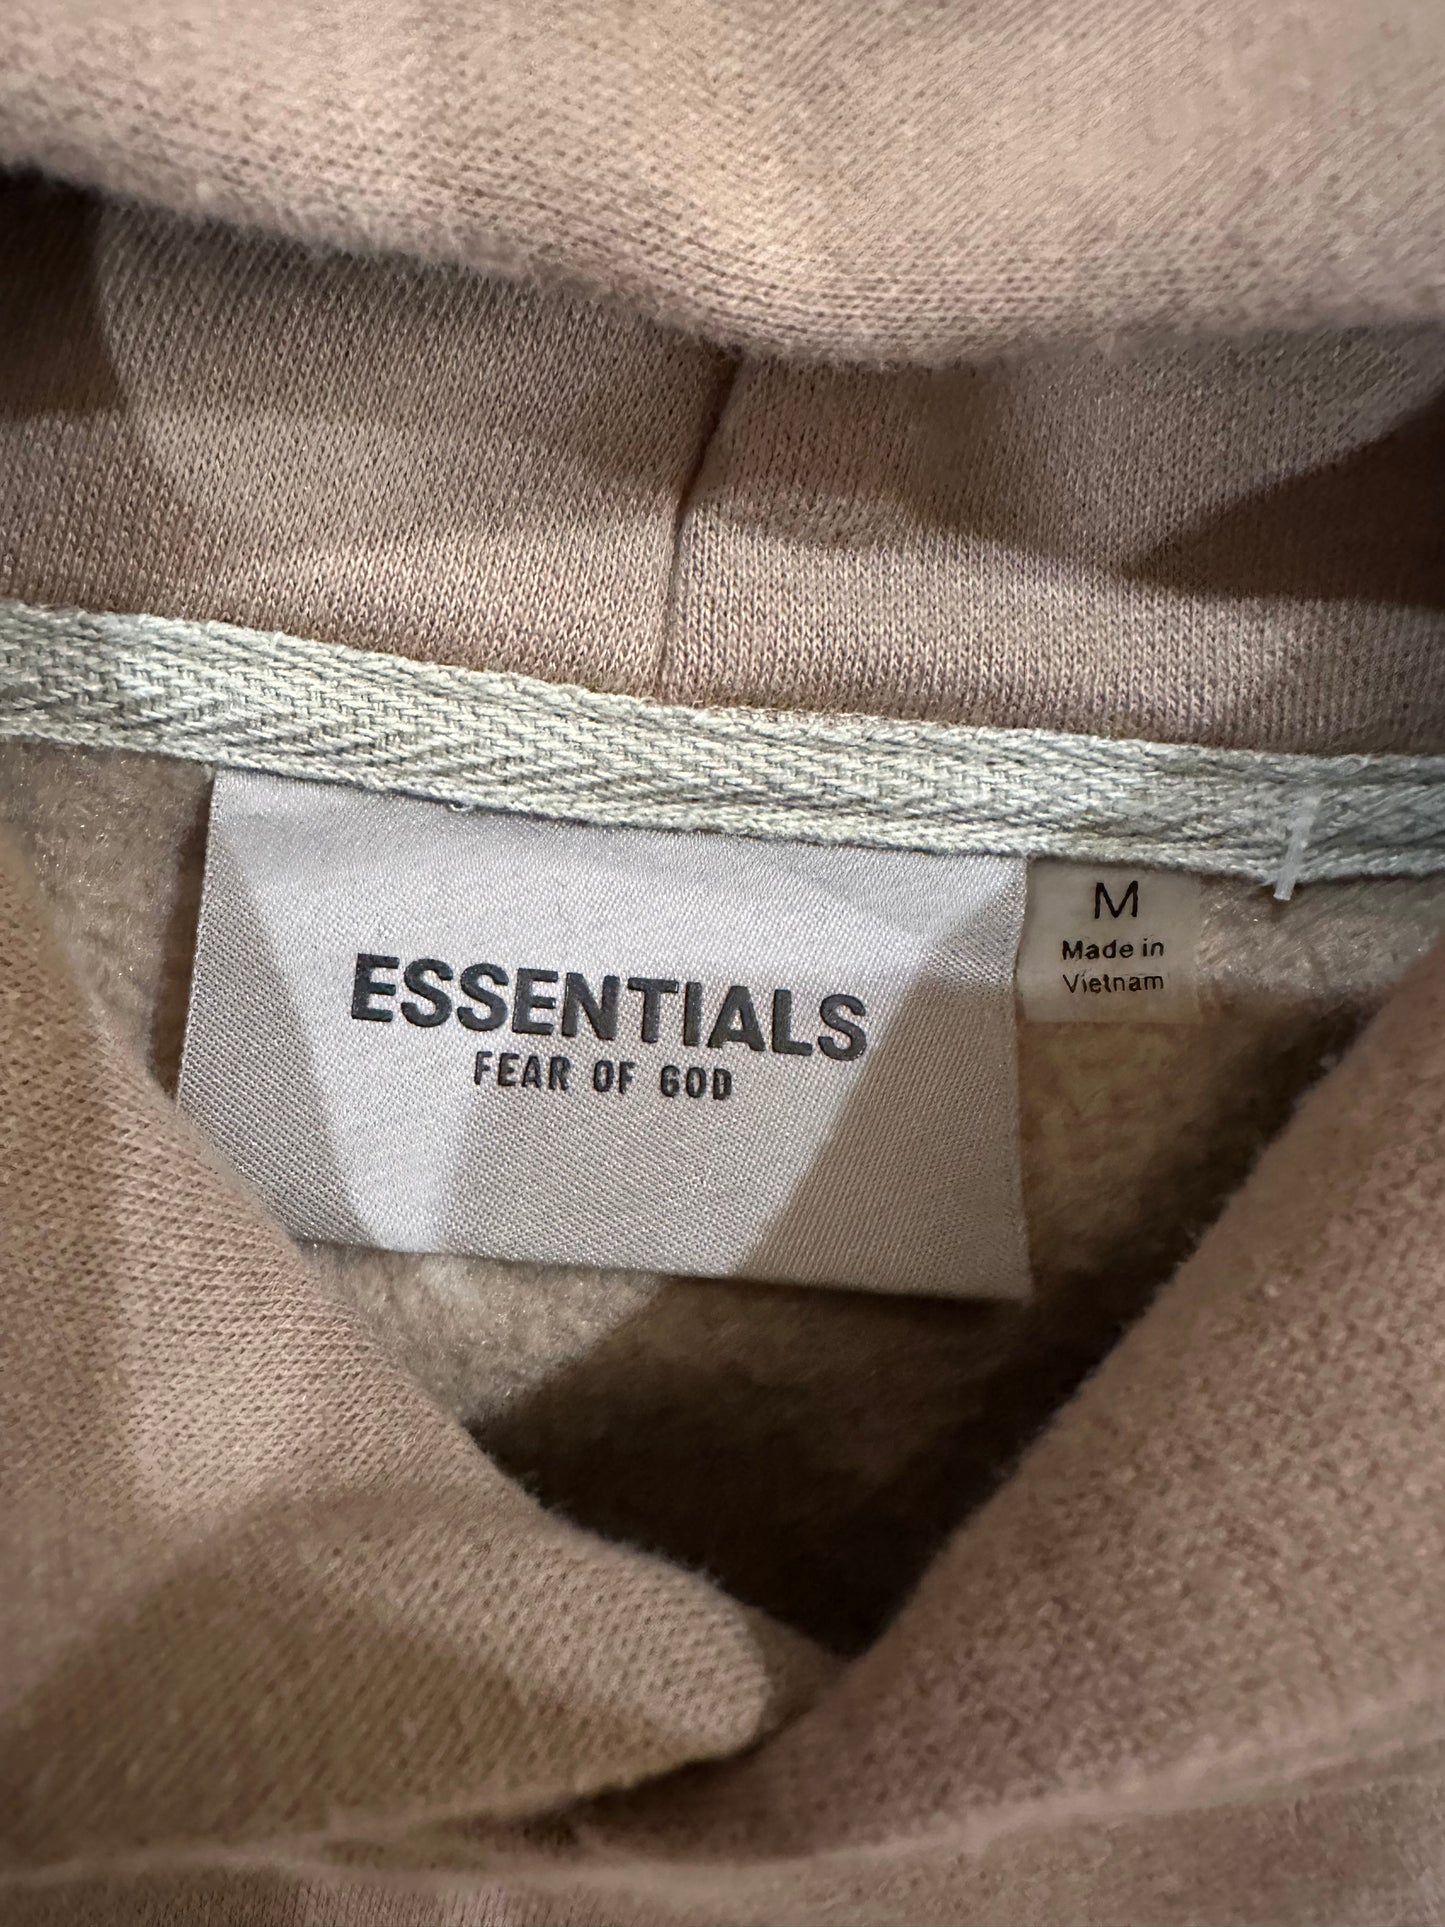 ESSENTIALS
FEAR OF GOD
M
Made in
Vietnam